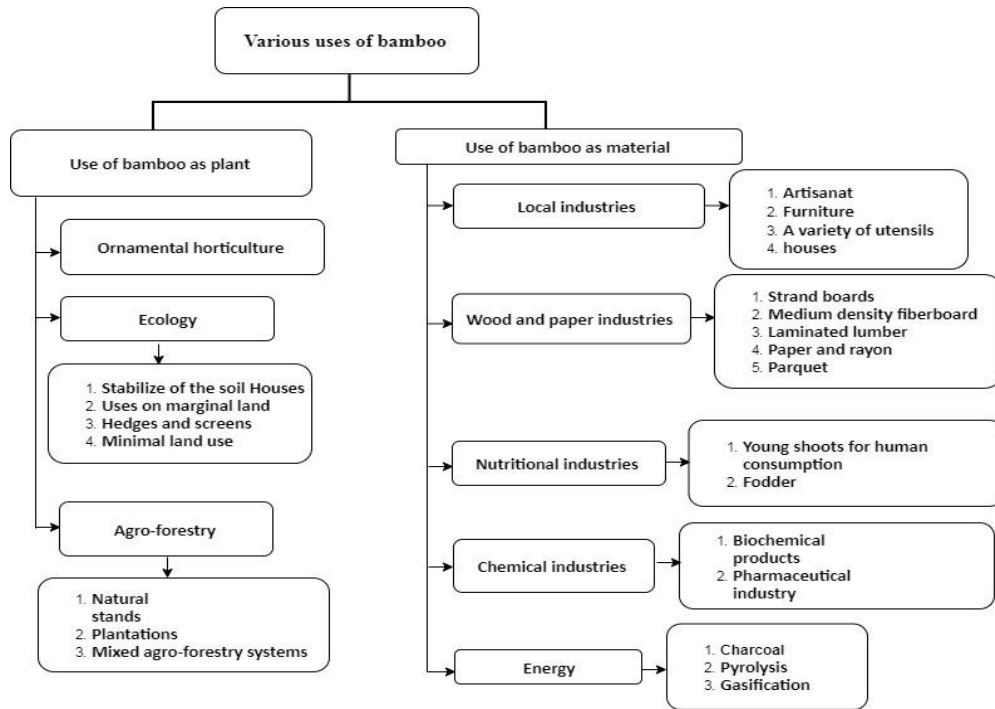 Various uses of bamboo
Use of bamboo as plant
Ornamental horticulture
Ecology
1. Stabilize of the soil Houses
2. Uses on marginal land
3. Hedges and screens
4. Minimal land use
Agro-forestry
1. Natural
stands
2. Plantations
3. Mixed agro-forestry systems
Use of bamboo as material
Local industries
1. Artisanat
2. Furniture
3. A variety of utensils
4. houses
Wood and paper industries
1. Strand boards
2. Medium density fiberboard
3. Laminated lumber
4. Paper and rayon
5. Parquet
Nutritional industries
1. Young shoots for human
consumption
2. Fodder
Chemical industries
1. Biochemical
products
2. Pharmaceutical
industry
Energy
1. Charcoal
2. Pyrolysis
3. Gasification